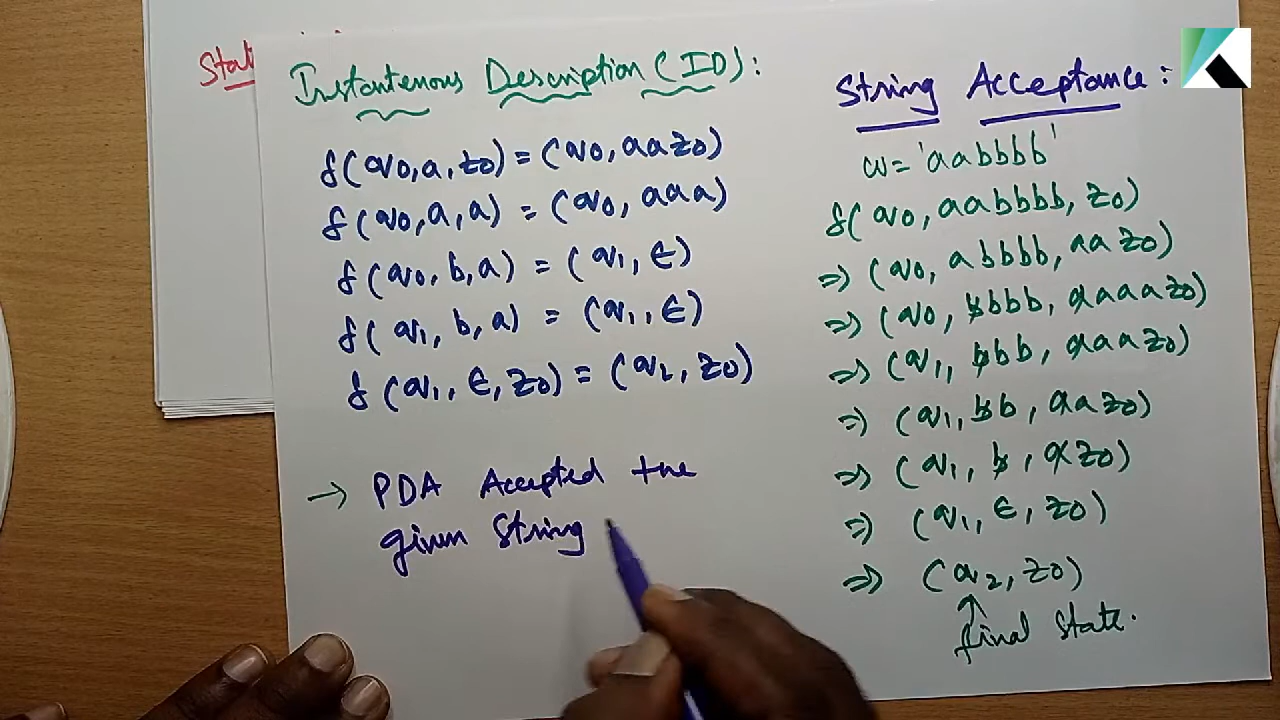 Stat
Instantenous Description (ID):
δ(q0, a, z0) = (q0, aaz0)
δ(q0, a, a) = (q0, aaa)
δ(q0, b, a) = (q1, ε)
δ(q1, b, a) = (q1, ε)
δ(q1, ε, z0) = (q2, z0)
→ PDA Accepted the
given String
String Acceptance:
w = 'aabbbb'
δ(q0, aabbbb, z0)
⇒ (q0, abbbb, aaz0)
⇒ (q0, bbbb, aaaaz0)
⇒ (q1, bbb, aaaz0)
⇒ (q1, bb, aaz0)
⇒ (q1, b, az0)
⇒ (q1, ε, z0)
⇒ (q2, z0)
↑
final state.